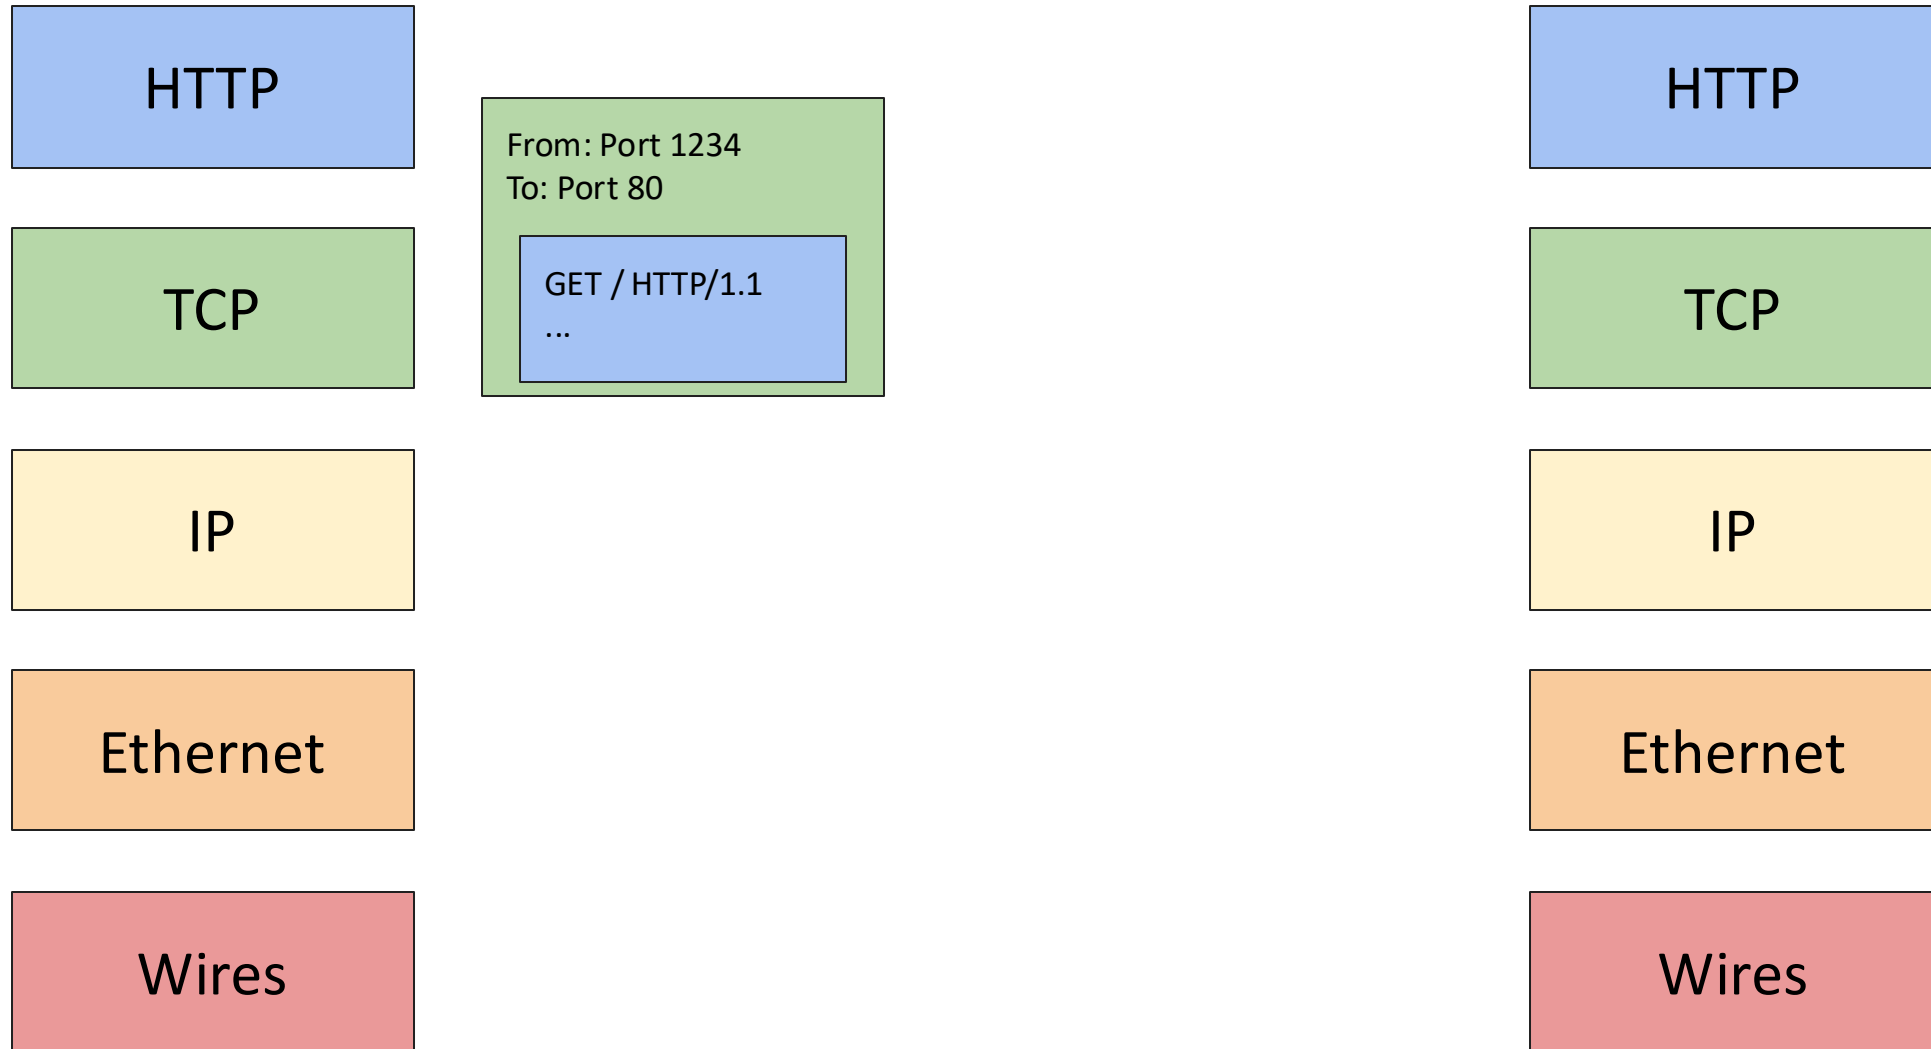 HTTP
TCP
IP
Ethernet
Wires
From: Port 1234
To: Port 80
GET / HTTP/1.1
...
HTTP
TCP
IP
Ethernet
Wires